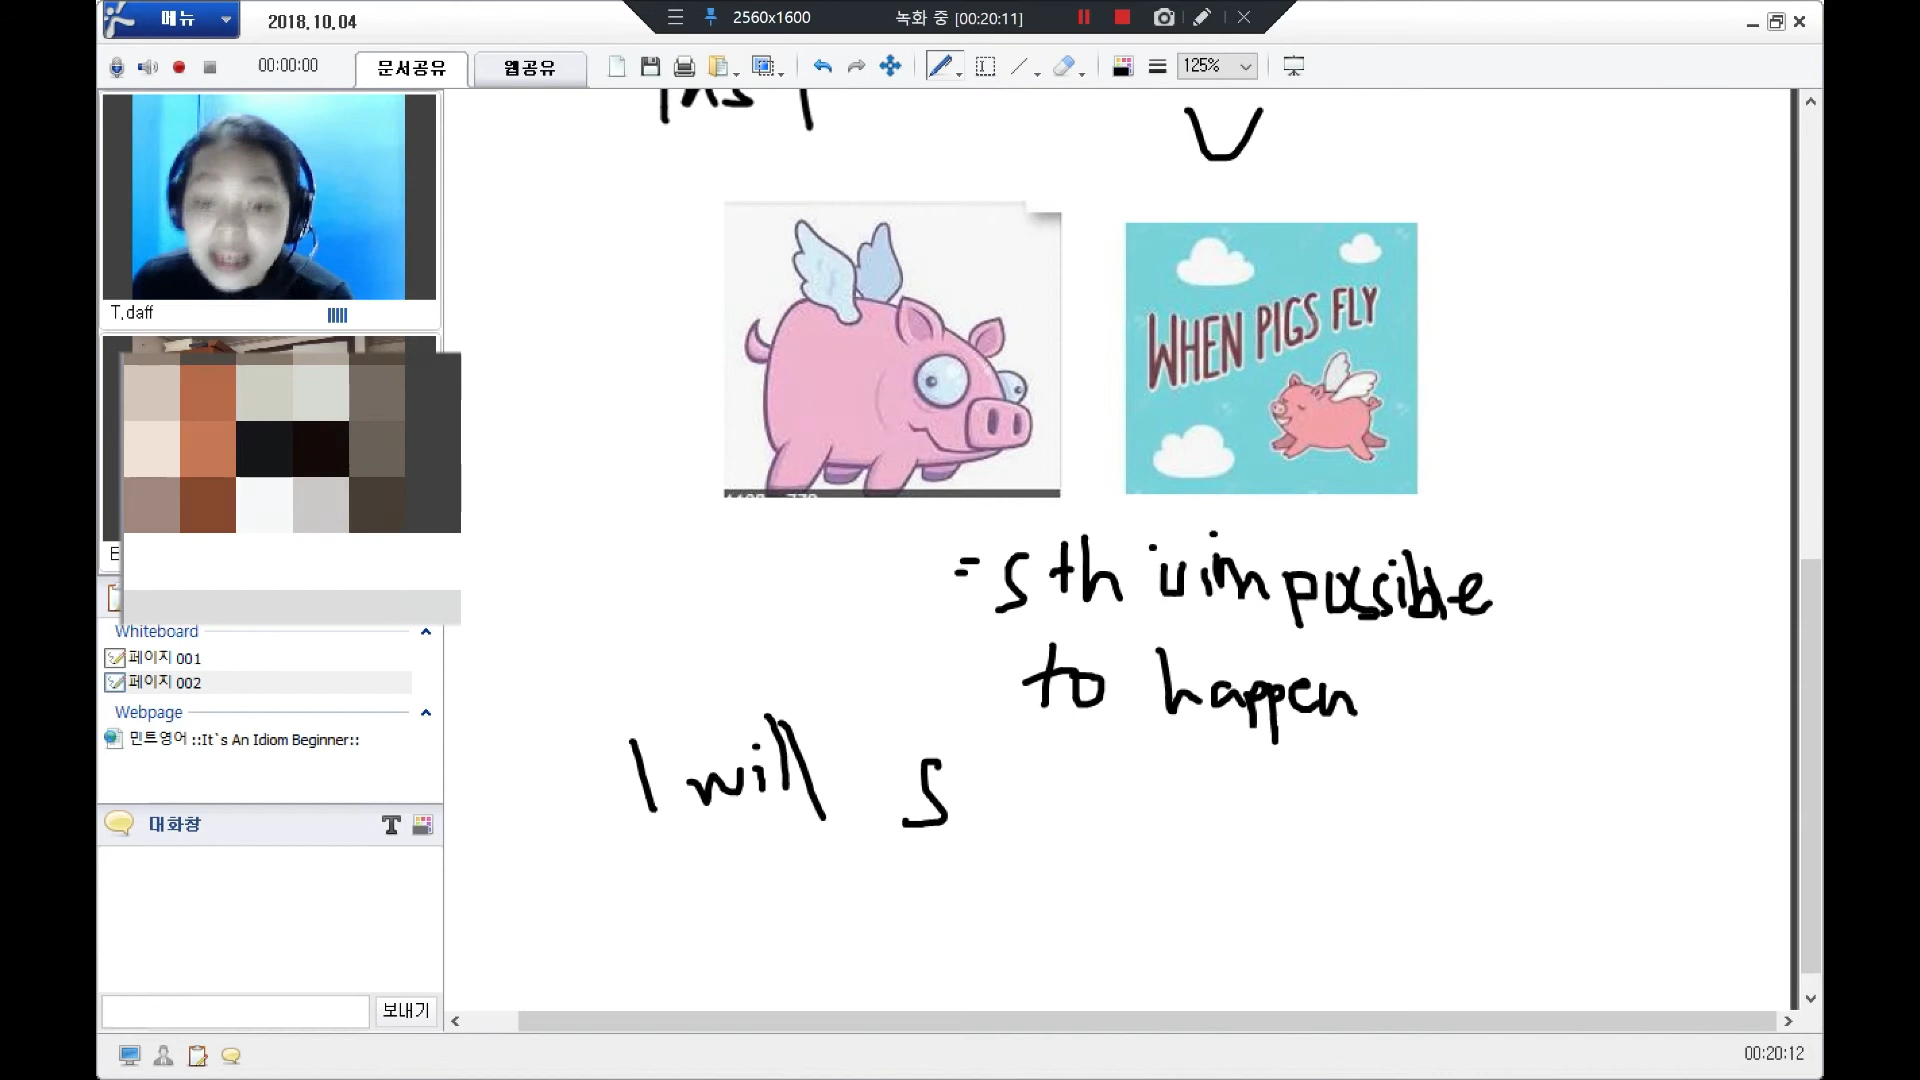 메뉴
2018.10.04
2560x1600
녹화 중 [00:20:11]
00:00:00
문서공유
웹공유
125%
T.daff
E
Whiteboard
페이지 001
페이지 002
Webpage
민트영어 ::It`s An Idiom Beginner::
대화창
T
보내기
WHEN PIGS FLY
= sth is impossible
to happen
I will s
00:20:12